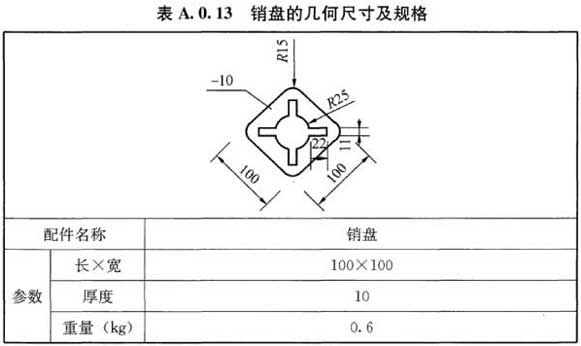 表 A.0.13 销盘的几何尺寸及规格
R15
-10
R25
22
11
100
100
配件名称 销盘
参数 长×宽 100×100
厚度 10
重量（kg） 0.6